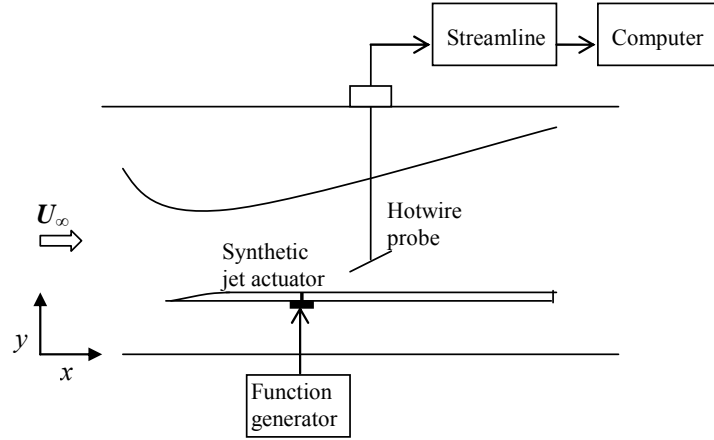 Streamline
Computer
Hotwire
probe
U∞
Synthetic
jet actuator
y
x
Function
generator